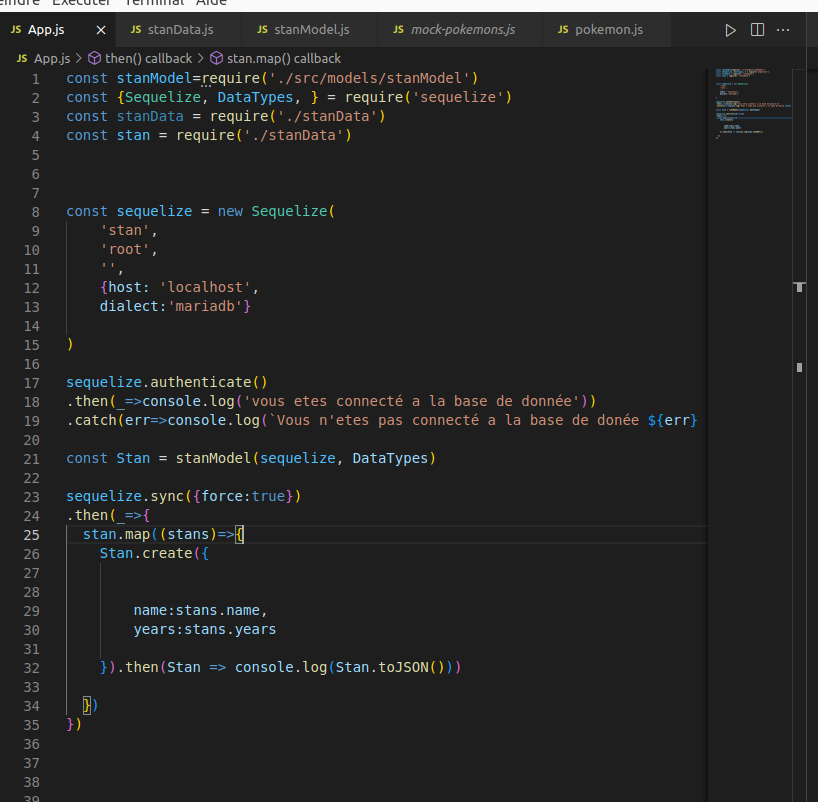 eindre Exécuter Terminal Aide
JS App.js × JS stanData.js JS stanModel.js JS mock-pokemons.js JS pokemon.js ...
JS App.js > then() callback > stan.map() callback
1 const stanModel=require('./src/models/stanModel')
2 const {Sequelize, DataTypes, } = require('sequelize')
3 const stanData = require('./stanData')
4 const stan = require('./stanData')
5
6
7
8 const sequelize = new Sequelize(
9 'stan',
10 'root',
11 '',
12 {host: 'localhost',
13 dialect:'mariadb'}
14
15 )
16
17 sequelize.authenticate()
18 .then(_=>console.log('vous etes connecté a la base de donnée'))
19 .catch(err=>console.log(`Vous n'etes pas connecté a la base de donée ${err}
20
21 const Stan = stanModel(sequelize, DataTypes)
22
23 sequelize.sync({force:true})
24 .then(_=>{
25 stan.map((stans)=>{
26 Stan.create({
27
28
29 name:stans.name,
30 years:stans.years
31
32 }).then(Stan => console.log(Stan.toJSON()))
33
34 })
35 })
36
37
38
39